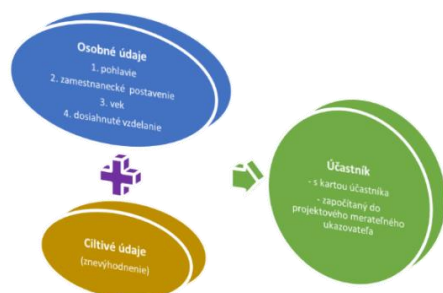 Osobné údaje
1. pohlavie
2. zamestnanecké postavenie
3. vek
4. dosiahnuté vzdelanie
Ciltivé údaje
(znevýhodnenie)
Účastník
- s kartou účastníka
- započítaný do
projektového merateľného
ukazovateľa